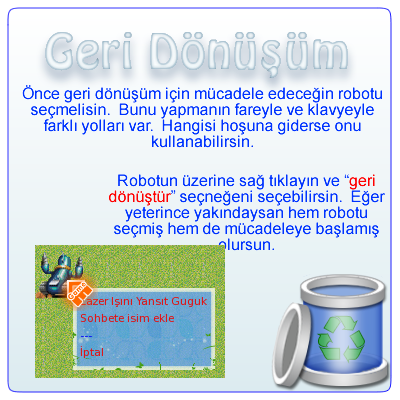 Geri Dönüşüm
Önce geri dönüşüm için mücadele edeceğin robotu
seçmelisin. Bunu yapmanın fareyle ve klavyeyle
farklı yolları var. Hangisi hoşuna giderse onu
kullanabilirsin.
Robotun üzerine sağ tıklayın ve “geri
dönüştür” seçneğeni seçebilirsin. Eğer
yeterince yakındaysan hem robotu
seçmiş hem de mücadeleye başlamış
olursun.
Lazer Işını Yansıt Guguk
Sohbete isim ekle
---
İptal